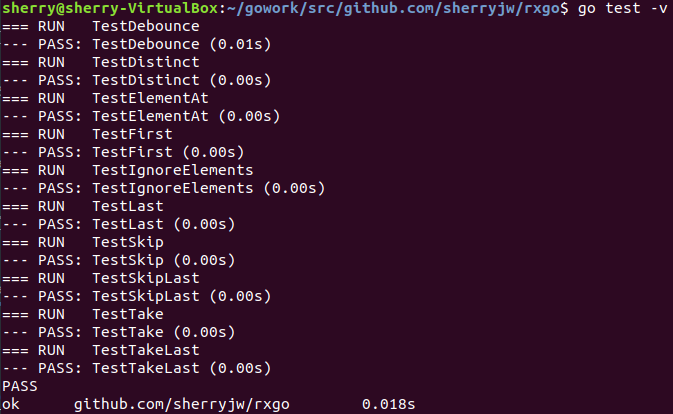 sherry@sherry-VirtualBox:~/gowork/src/github.com/sherryjw/rxgo$ go test -v
=== RUN   TestDebounce
--- PASS: TestDebounce (0.01s)
=== RUN   TestDistinct
--- PASS: TestDistinct (0.00s)
=== RUN   TestElementAt
--- PASS: TestElementAt (0.00s)
=== RUN   TestFirst
--- PASS: TestFirst (0.00s)
=== RUN   TestIgnoreElements
--- PASS: TestIgnoreElements (0.00s)
=== RUN   TestLast
--- PASS: TestLast (0.00s)
=== RUN   TestSkip
--- PASS: TestSkip (0.00s)
=== RUN   TestSkipLast
--- PASS: TestSkipLast (0.00s)
=== RUN   TestTake
--- PASS: TestTake (0.00s)
=== RUN   TestTakeLast
--- PASS: TestTakeLast (0.00s)
PASS
ok      github.com/sherryjw/rxgo        0.018s